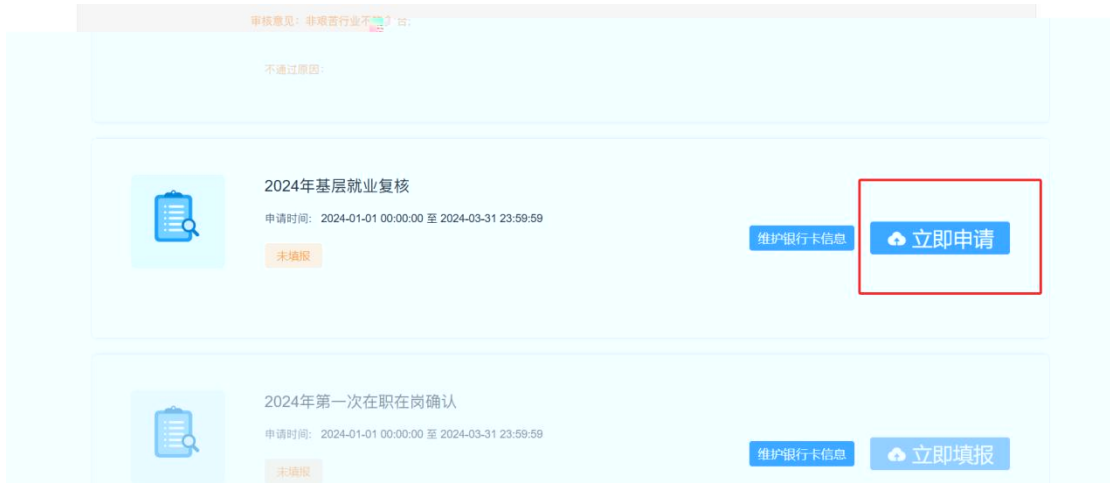 审核意见：非艰苦行业不
不通过原因：
2024年基层就业复核
申请时间： 2024-01-01 00:00:00 至 2024-03-31 23:59:59
未填报
维护银行卡信息
立即申请
2024年第一次在职在岗确认
申请时间： 2024-01-01 00:00:00 至 2024-03-31 23:59:59
未填报
维护银行卡信息
立即填报